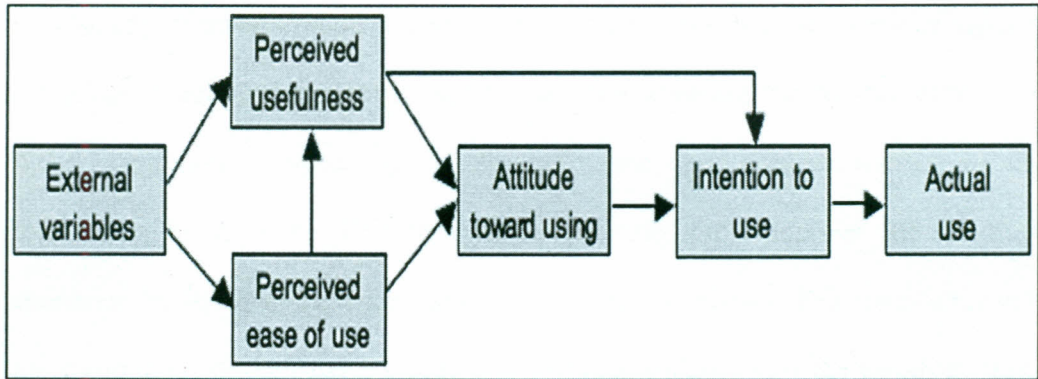 Perceived
usefulness
External
variables
Attitude
toward using
Intention to
use
Actual
use
Perceived
ease of use